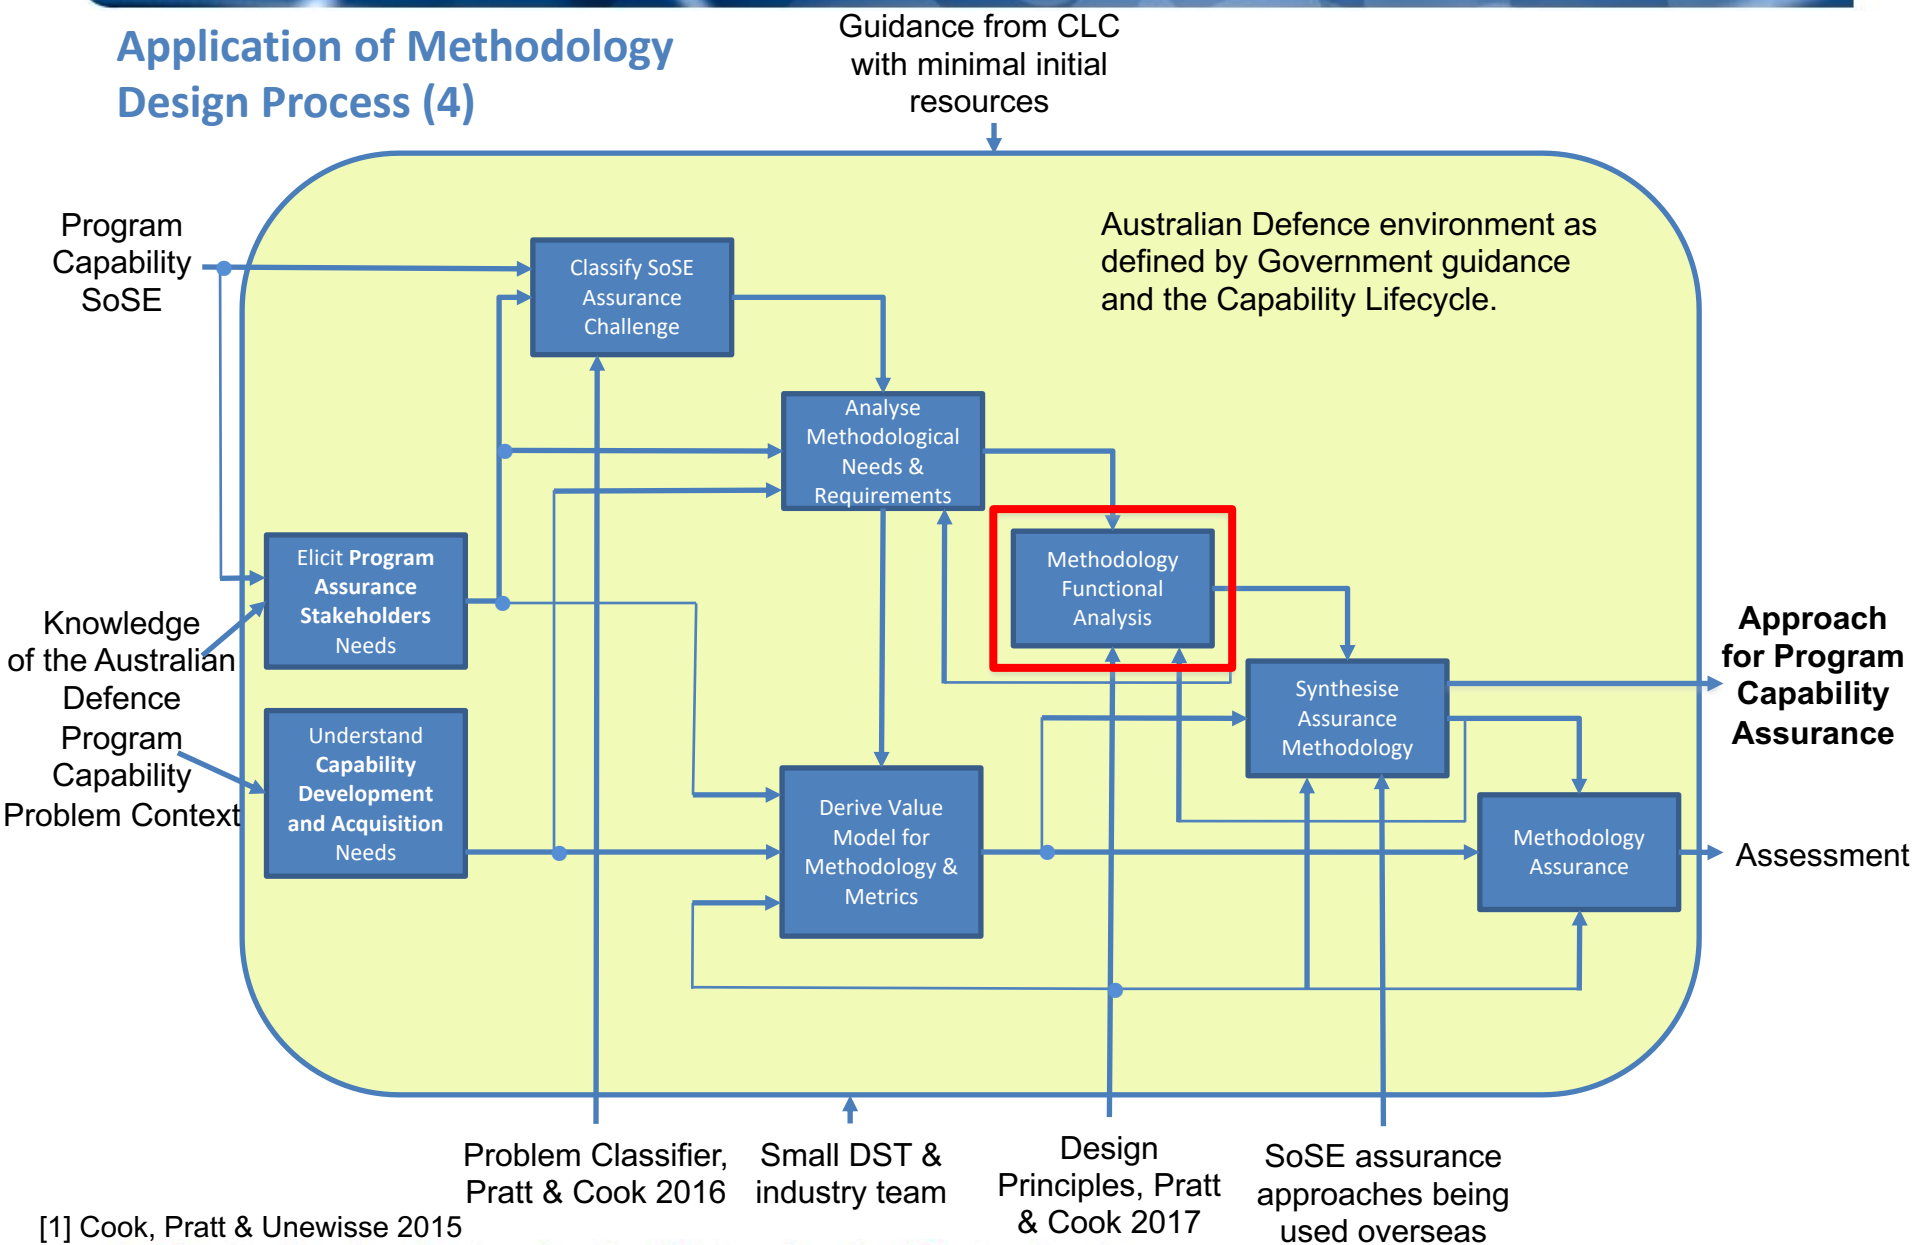 Application of Methodology
Design Process (4)
Guidance from CLC
with minimal initial
resources
Program
Capability
SoSE
Australian Defence environment as
defined by Government guidance
and the Capability Lifecycle.
Classify SoSE
Assurance
Challenge
Analyse
Methodological
Needs &
Requirements
Elicit Program
Assurance
Stakeholders
Needs
Methodology
Functional
Analysis
Knowledge
of the Australian
Defence
Program
Capability
Problem Context
Understand
Capability
Development
and Acquisition
Needs
Synthesise
Assurance
Methodology
Approach
for Program
Capability
Assurance
Derive Value
Model for
Methodology &
Metrics
Methodology
Assurance
Assessment
Problem Classifier,
Pratt & Cook 2016
Small DST &
industry team
Design
Principles, Pratt
& Cook 2017
SoSE assurance
approaches being
used overseas
[1] Cook, Pratt & Unewisse 2015